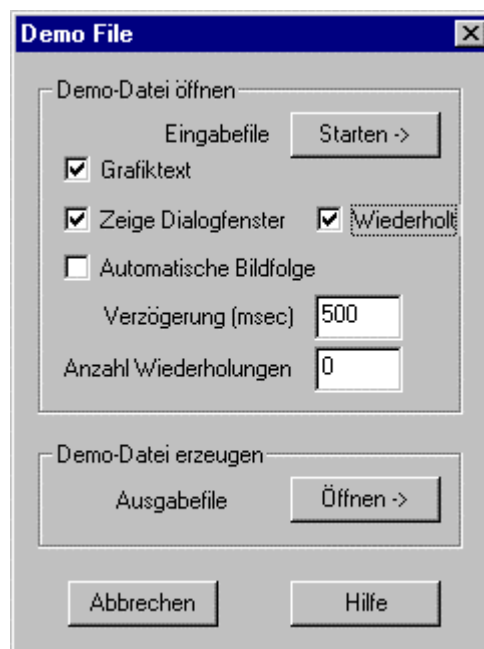 Demo File
Demo-Datei öffnen
Eingabefile Starten ->
Grafiktext
Zeige Dialogfenster Wiederholt
Automatische Bildfolge
Verzögerung (msec) 500
Anzahl Wiederholungen 0
Demo-Datei erzeugen
Ausgabefile Öffnen ->
Abbrechen Hilfe